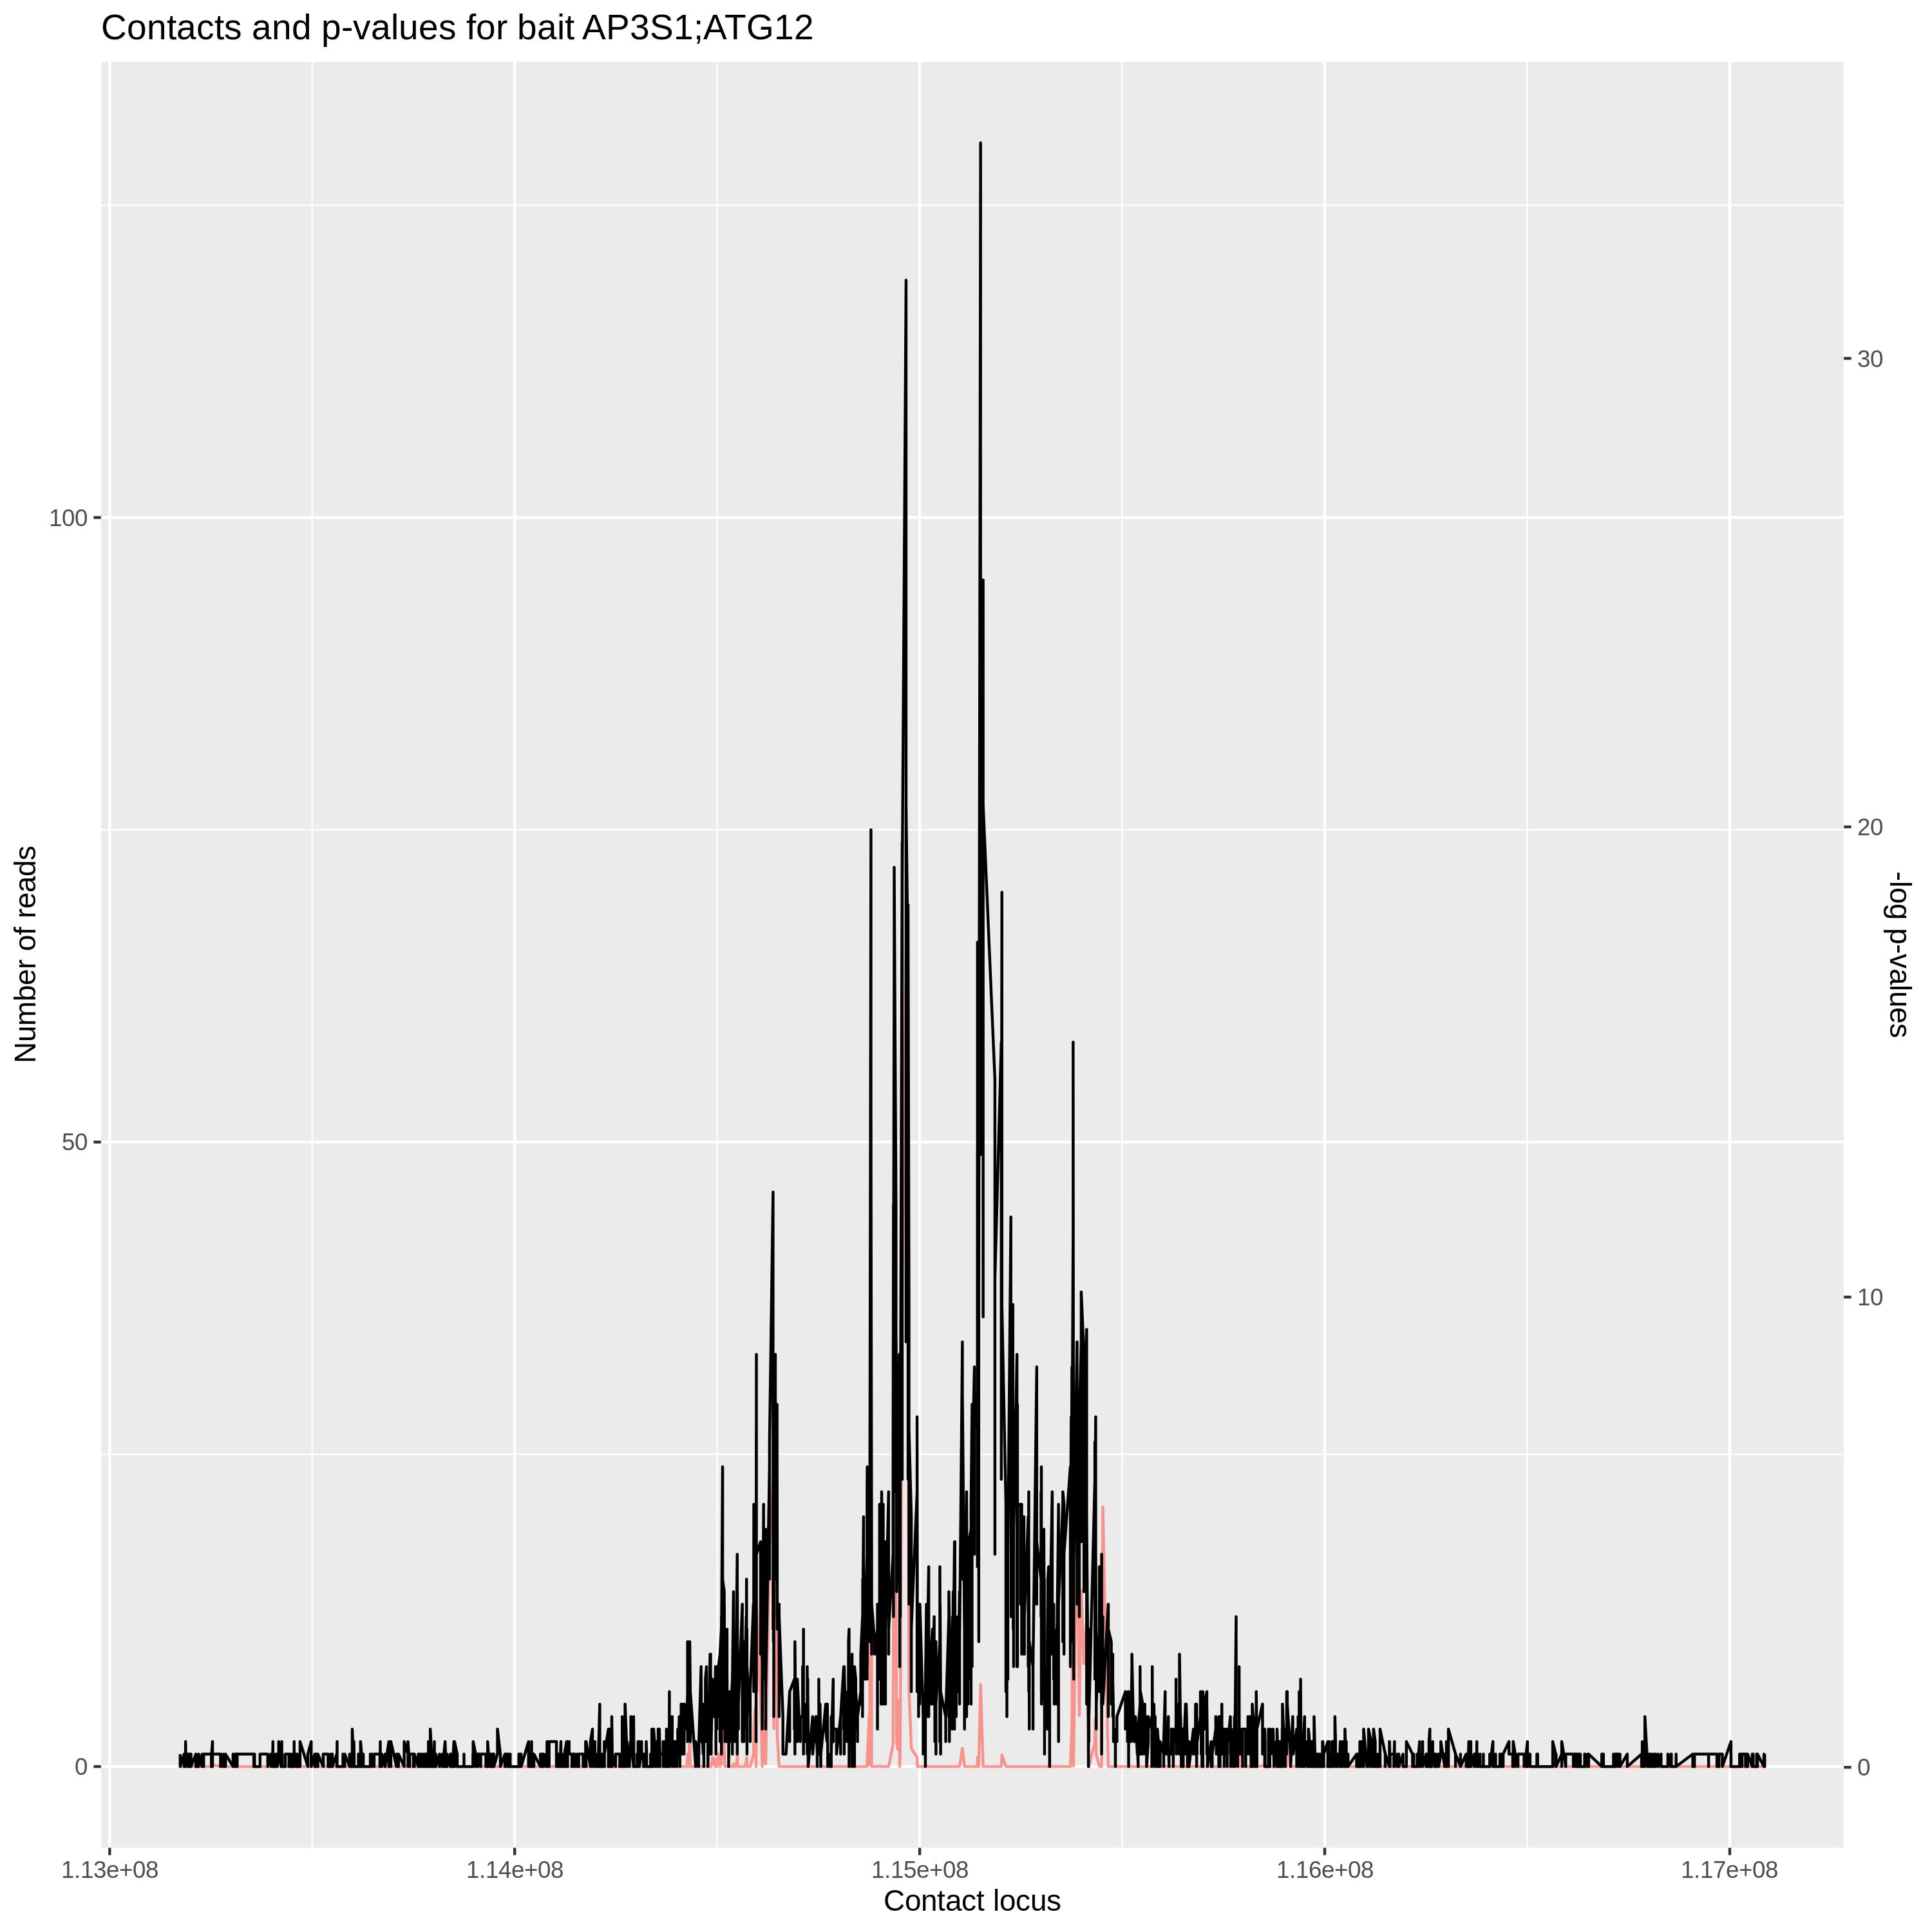 Contacts and p-values for bait AP3S1;ATG12
Number of reads
100
50
0
30
20
10
0
-log p-values
1.13e+08
1.14e+08
1.15e+08
1.16e+08
1.17e+08
Contact locus